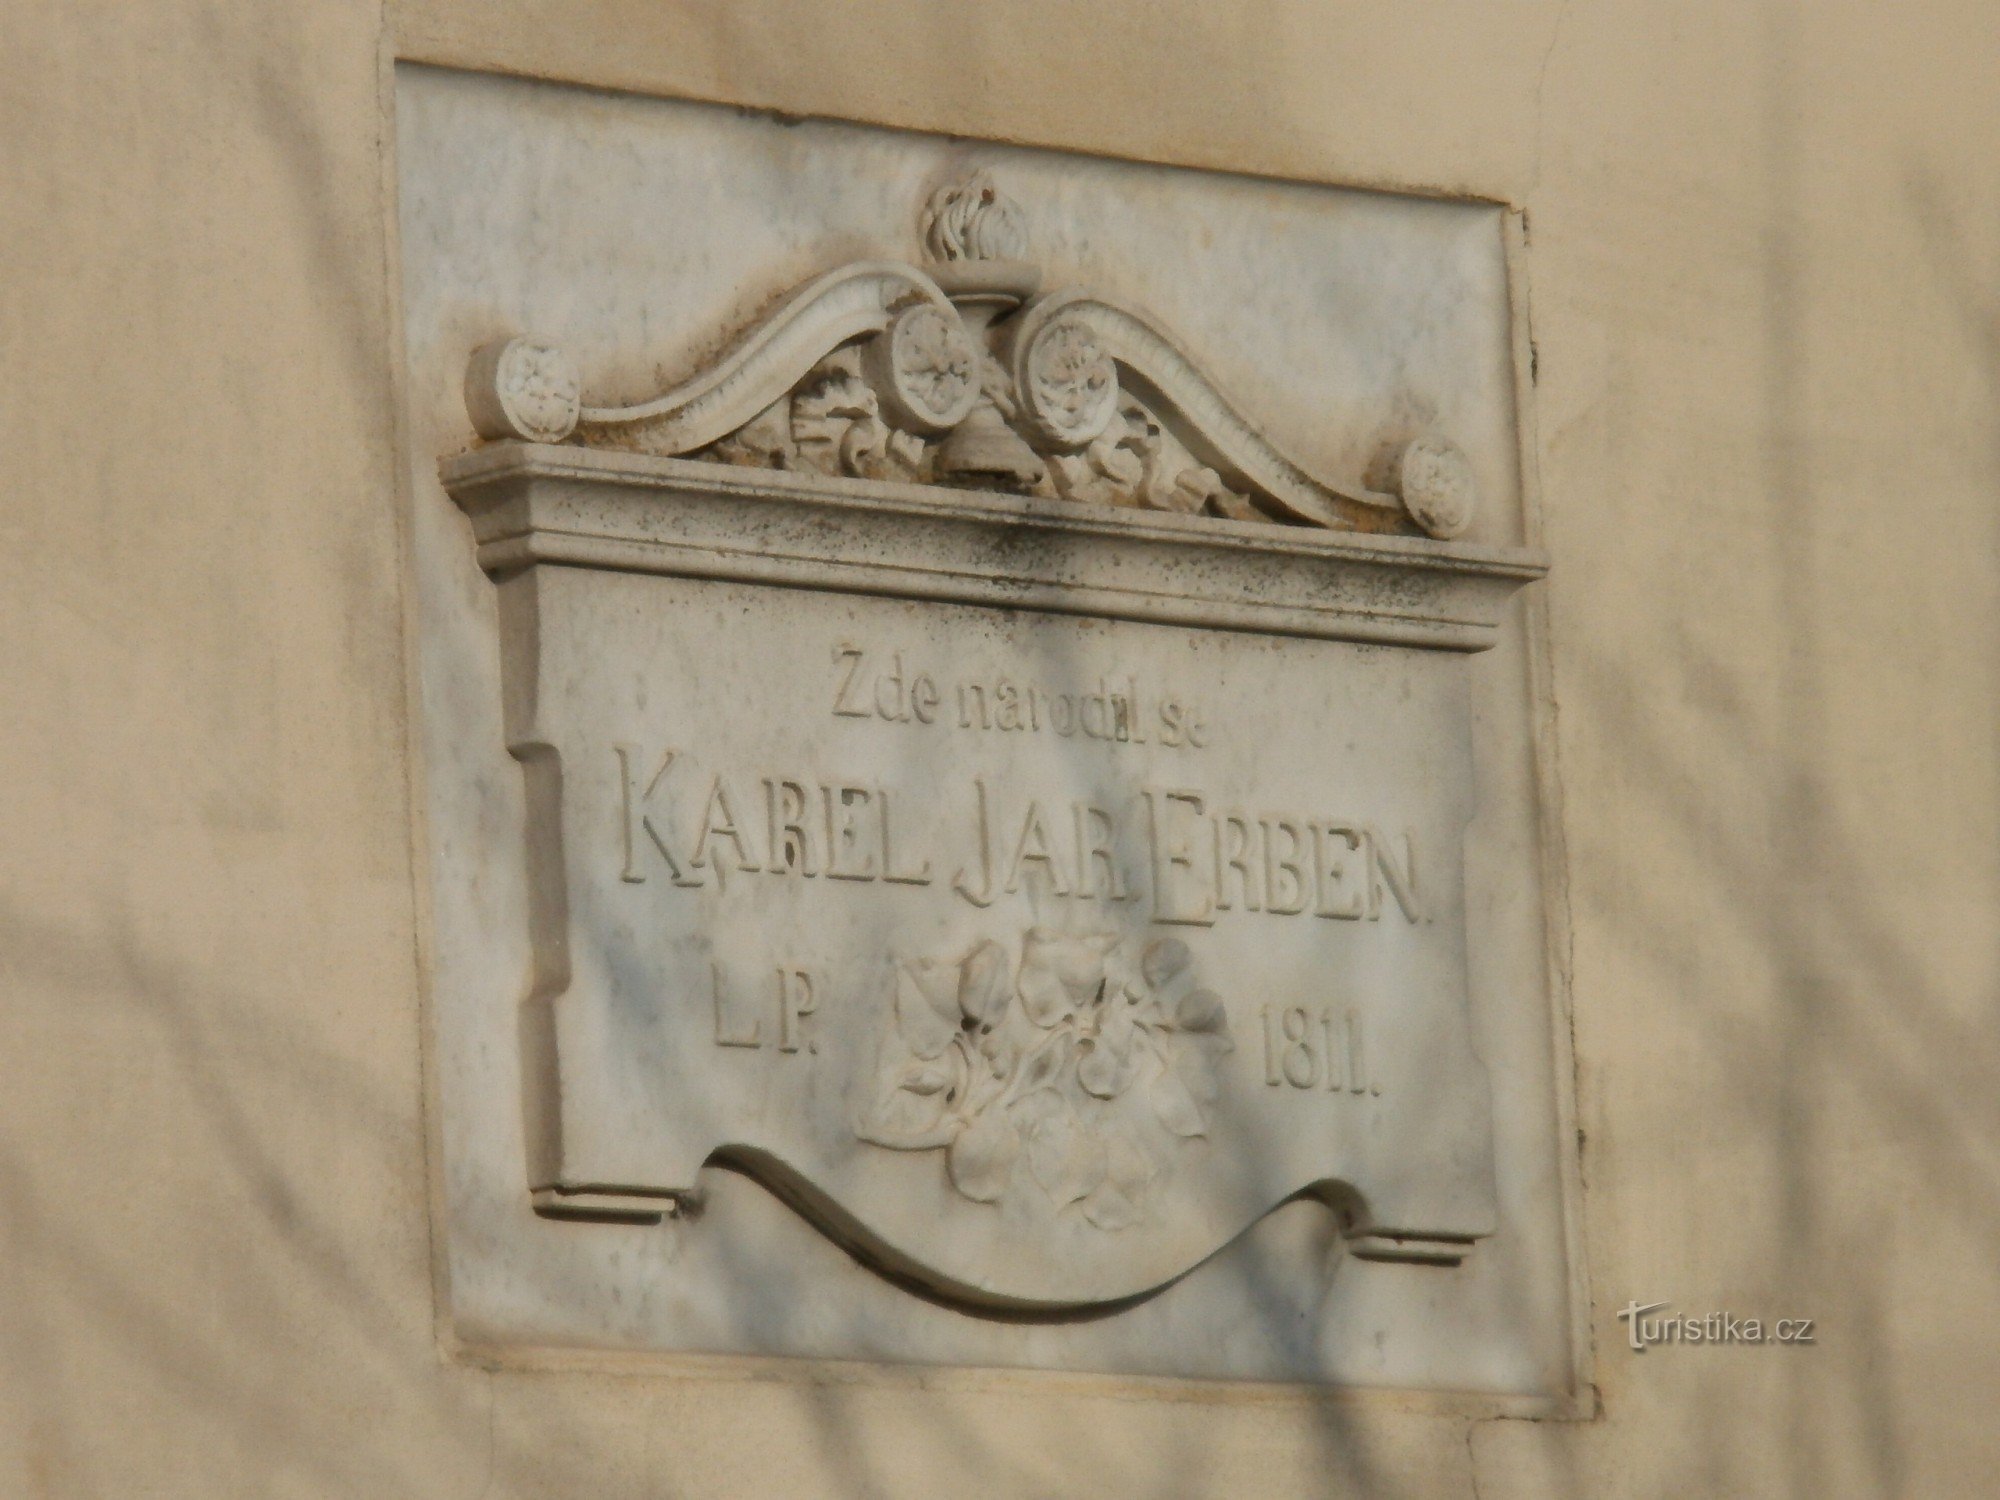 Zde narodil se
KAREL JAR. ERBEN.
L. P. 1811.
Turistika.cz